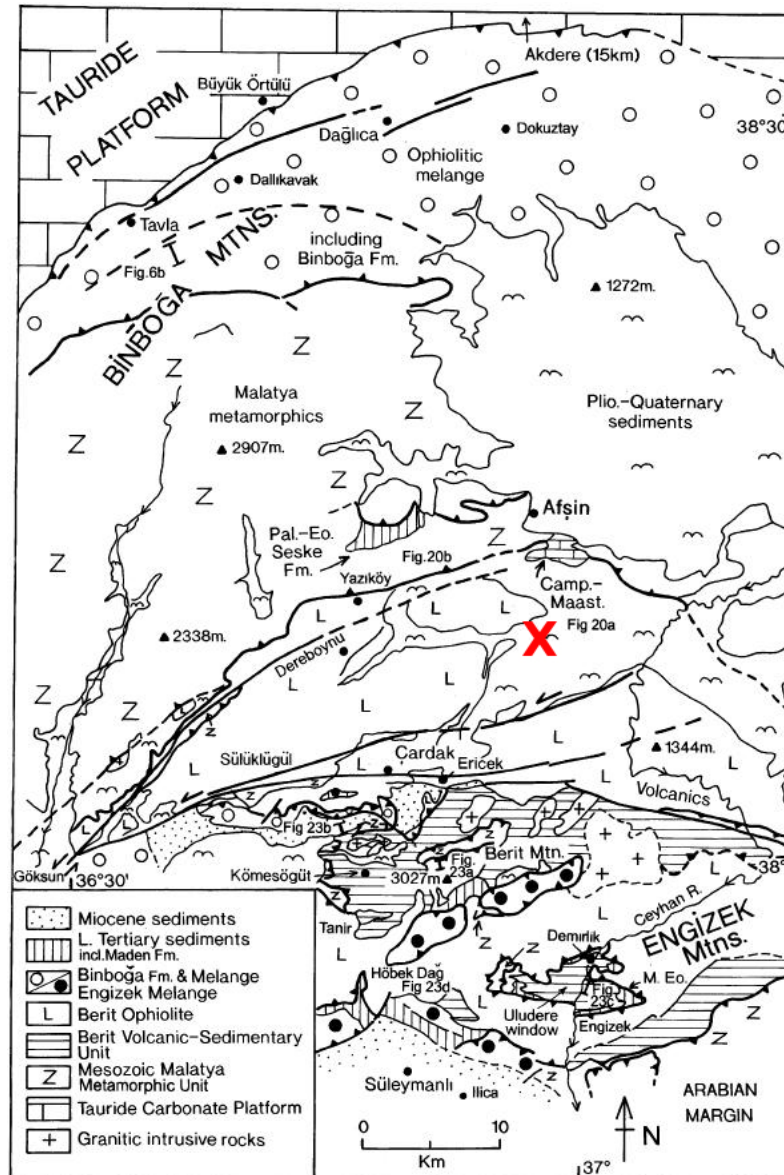 TAURIDE
PLATFORM
Akdere (15km)
Büyük Örtülü
38°30
Dağlıca
Dokuztay
Ophiolitic
melange
Dallıkavak
Tavla
MTNS.
including
Binboğa Fm.
I
Fig.6b
BİNBOĞA
1272m.
Malatya
metamorphics
Z
Z
Z
Z
Z
Plio.-Quaternary
sediments
2907m.
Z
Z
Afşin
Pal.-Eo.
Seske
Fm.
Z
Fig.20b
Yazıköy
Camp.-
Maast.
Z
L
L
L
X
Fig 20a
2338m.
Dereboynu
Z
L
L
L
L
Z
Z
L
Sülüklügül
Çardak
Ericek
L
1344m.
L
Volcanics
Fig 23b
Göksun
36°30'
Kömesögüt
Fig.
23a
3027m
Berit Mtn.
38°
Ceyhan R.
ENGİZEK
Mtns.
Tanir
L
Z
Demırlik
L
Höbek Dağ
Fig 23d
Fig.
23c
M. Eo.
Uludere
window
Engizek
L
Z
Z
Süleymanlı
Ilica
ARABIAN
MARGIN
N
0 10 20
Km
37°
Miocene sediments
L. Tertiary sediments
incl.Maden Fm.
Binboğa Fm. & Melange
Engizek Melange
L Berit Ophiolite
Berit Volcanic-Sedimentary
Unit
Z Mesozoic Malatya
Metamorphic Unit
Tauride Carbonate Platform
+ Granitic intrusive rocks